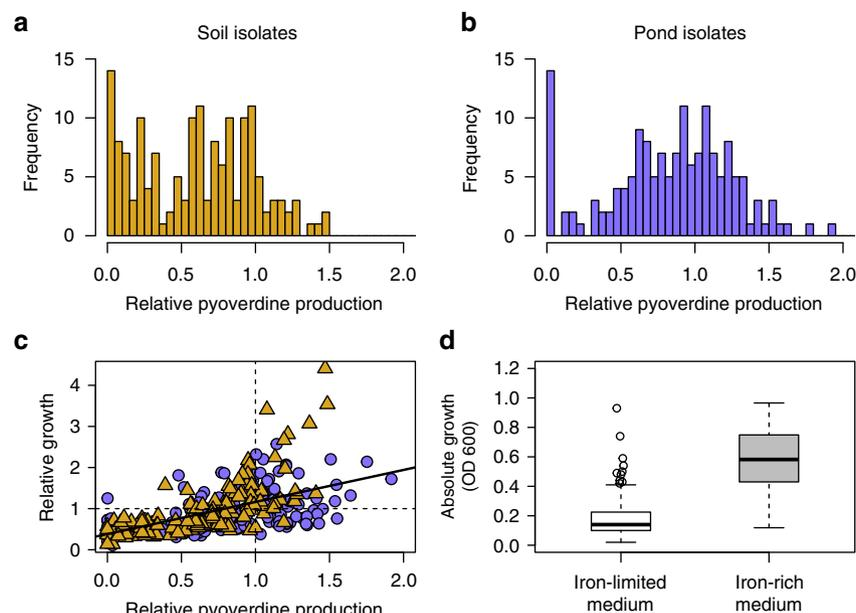 a
Soil isolates
15
10
5
0
Frequency
0.0 0.5 1.0 1.5 2.0
Relative pyoverdine production
b
Pond isolates
15
10
5
0
Frequency
0.0 0.5 1.0 1.5 2.0
Relative pyoverdine production
c
4
3
2
1
0
Relative growth
0.0 0.5 1.0 1.5 2.0
Relative pyoverdine production
d
1.2
1.0
0.8
0.6
0.4
0.2
0.0
Absolute growth
(OD 600)
Iron-limited
medium
Iron-rich
medium